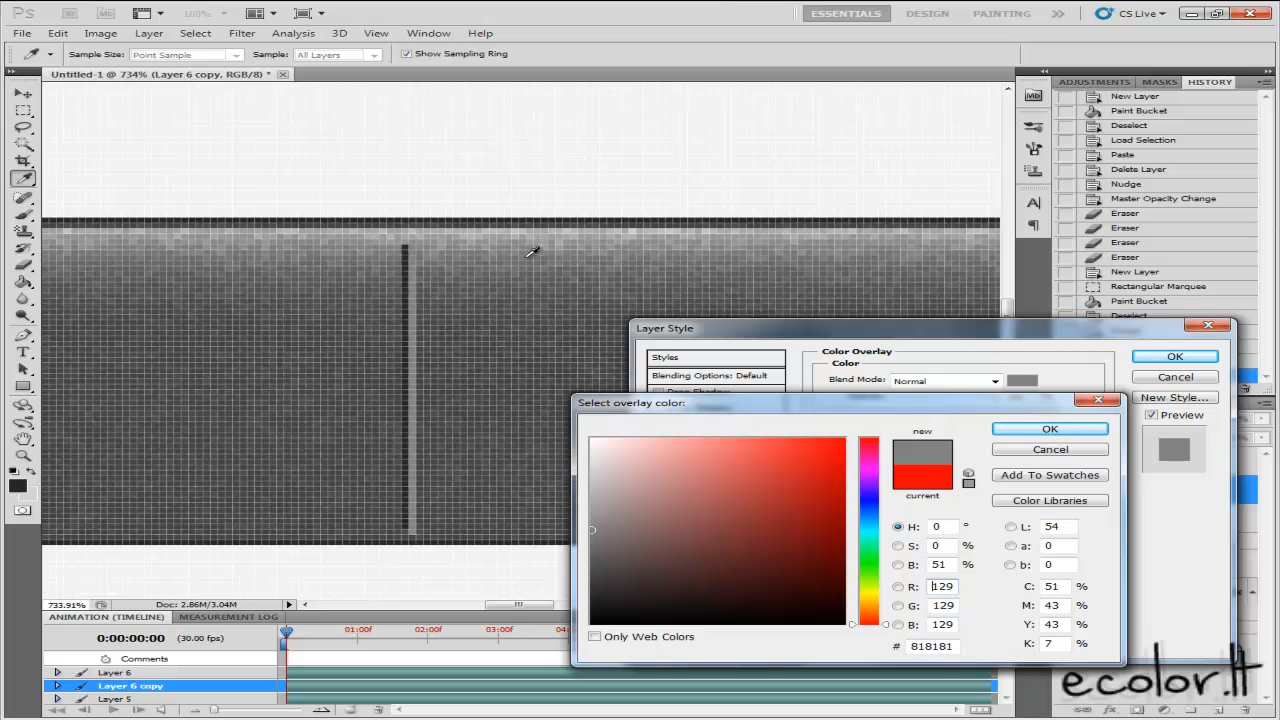 Ps Br Mb 100% ESSENTIALS DESIGN PAINTING >> CS Live
File Edit Image Layer Select Filter Analysis 3D View Window Help
Sample Size: Point Sample Sample: All Layers Show Sampling Ring
Untitled-1 @ 734% (Layer 6 copy, RGB/8) *
ADJUSTMENTS MASKS HISTORY
Mb
New Layer
Paint Bucket
Deselect
Load Selection
Paste
Delete Layer
Nudge
Master Opacity Change
Eraser
Eraser
Eraser
Eraser
New Layer
Rectangular Marquee
Paint Bucket
Deselect
Layer Style
Styles
Blending Options: Default
Drop Shadow
Color Overlay
Color
Blend Mode: Normal
OK
Cancel
New Style...
Preview
Select overlay color:
new
current
OK
Cancel
Add To Swatches
Color Libraries
H: 0 °
S: 0 %
B: 51 %
R: 129
G: 129
B: 129
# 818181
L: 54
a: 0
b: 0
C: 51 %
M: 43 %
Y: 43 %
K: 7 %
Only Web Colors
733.91% Doc: 2.86M/3.04M
ANIMATION (TIMELINE) MEASUREMENT LOG
0:00:00:00 (30.00 fps) 01:00f 02:00f 03:00f
Comments
Layer 6
Layer 6 copy
Layer 5
ecolor.lt